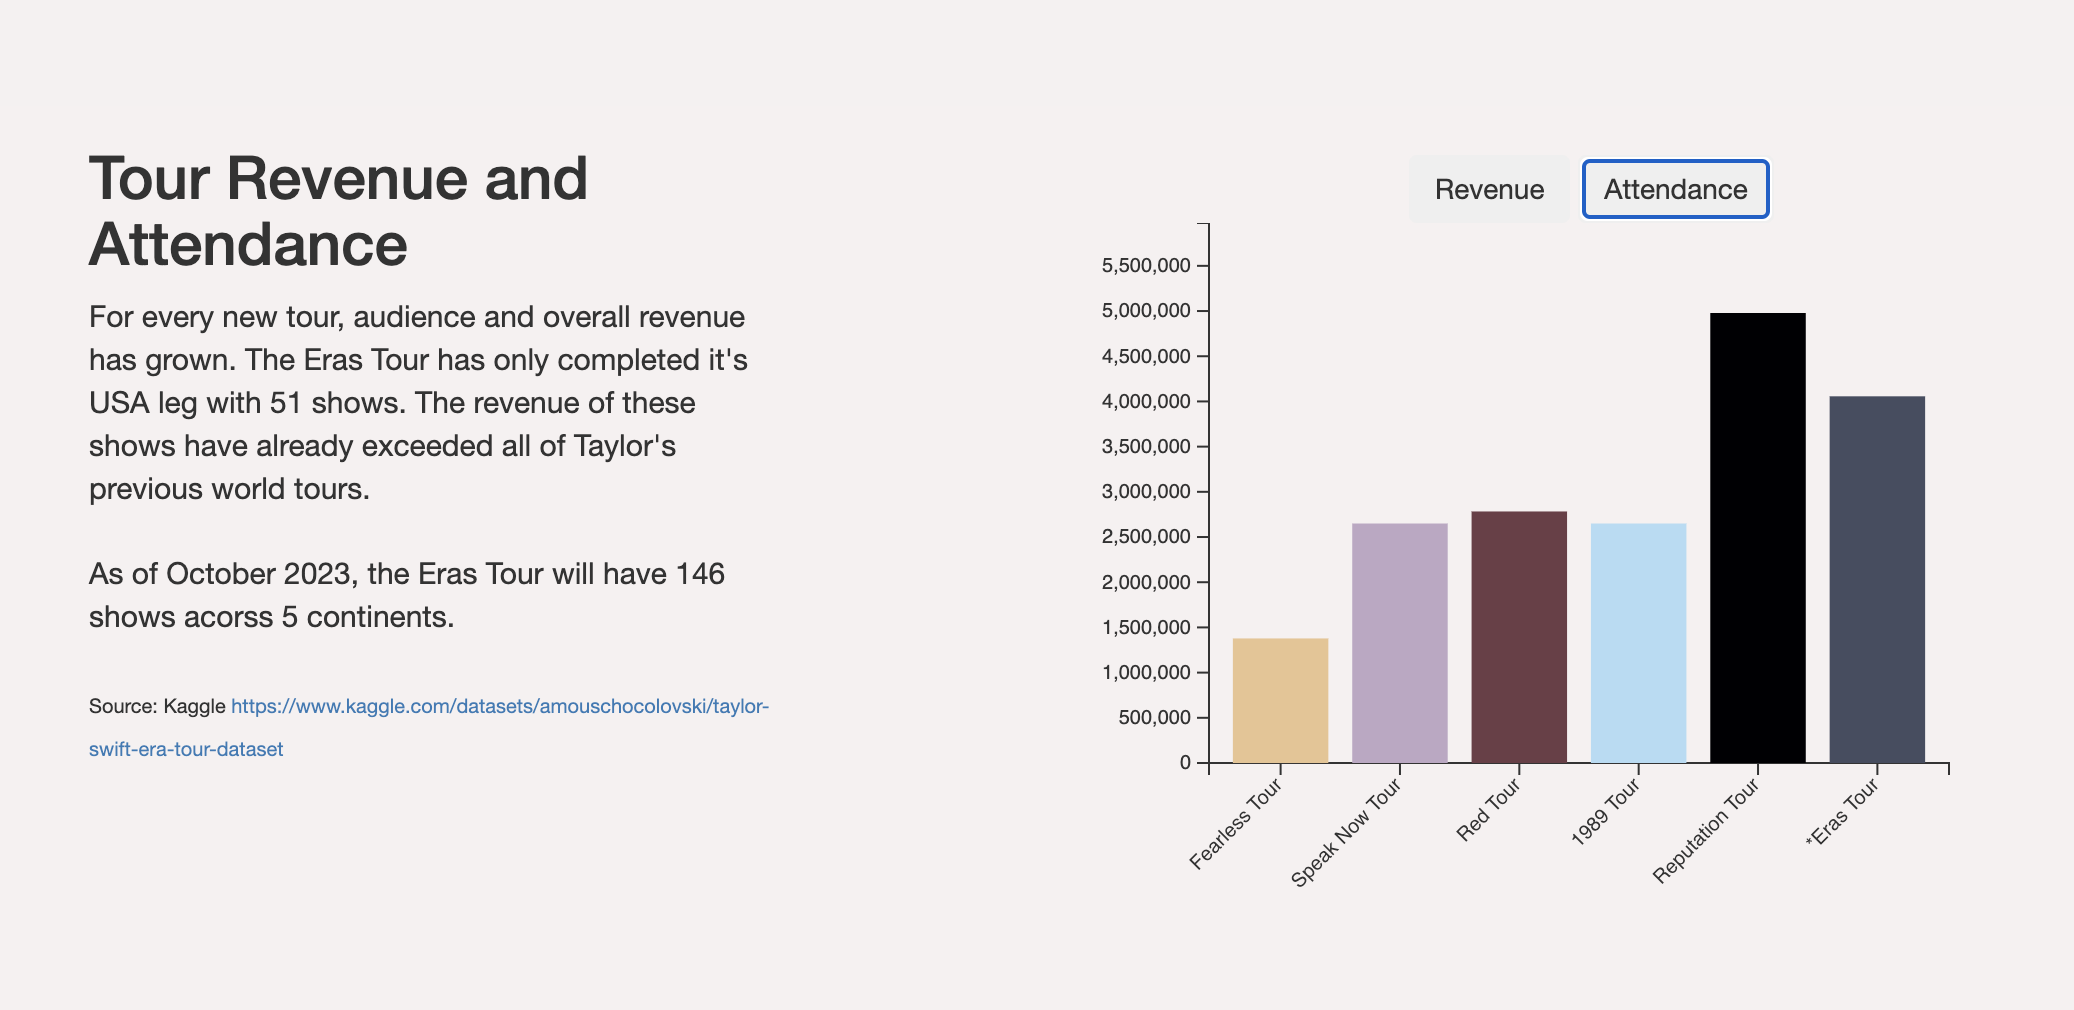 Tour Revenue and
Attendance
For every new tour, audience and overall revenue
has grown. The Eras Tour has only completed it's
USA leg with 51 shows. The revenue of these
shows have already exceeded all of Taylor's
previous world tours.
As of October 2023, the Eras Tour will have 146
shows acorss 5 continents.
Source: Kaggle https://www.kaggle.com/datasets/amouschocolovski/taylor-
swift-era-tour-dataset
Revenue
Attendance
5,500,000
5,000,000
4,500,000
4,000,000
3,500,000
3,000,000
2,500,000
2,000,000
1,500,000
1,000,000
500,000
0
Fearless Tour
Speak Now Tour
Red Tour
1989 Tour
Reputation Tour
*Eras Tour